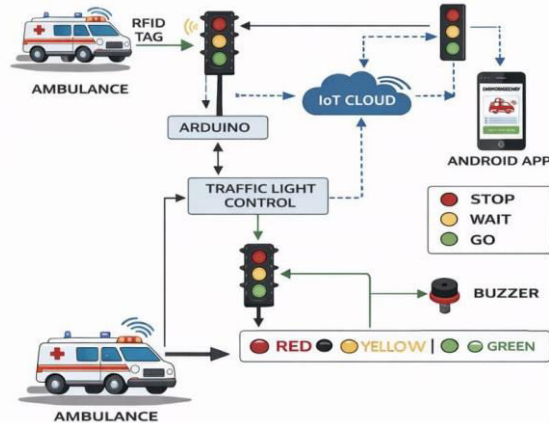 RFID
TAG
AMBULANCE
IoT CLOUD
ARDUINO
ANDROID APP
TRAFFIC LIGHT
CONTROL
STOP
WAIT
GO
BUZZER
RED YELLOW | GREEN
AMBULANCE